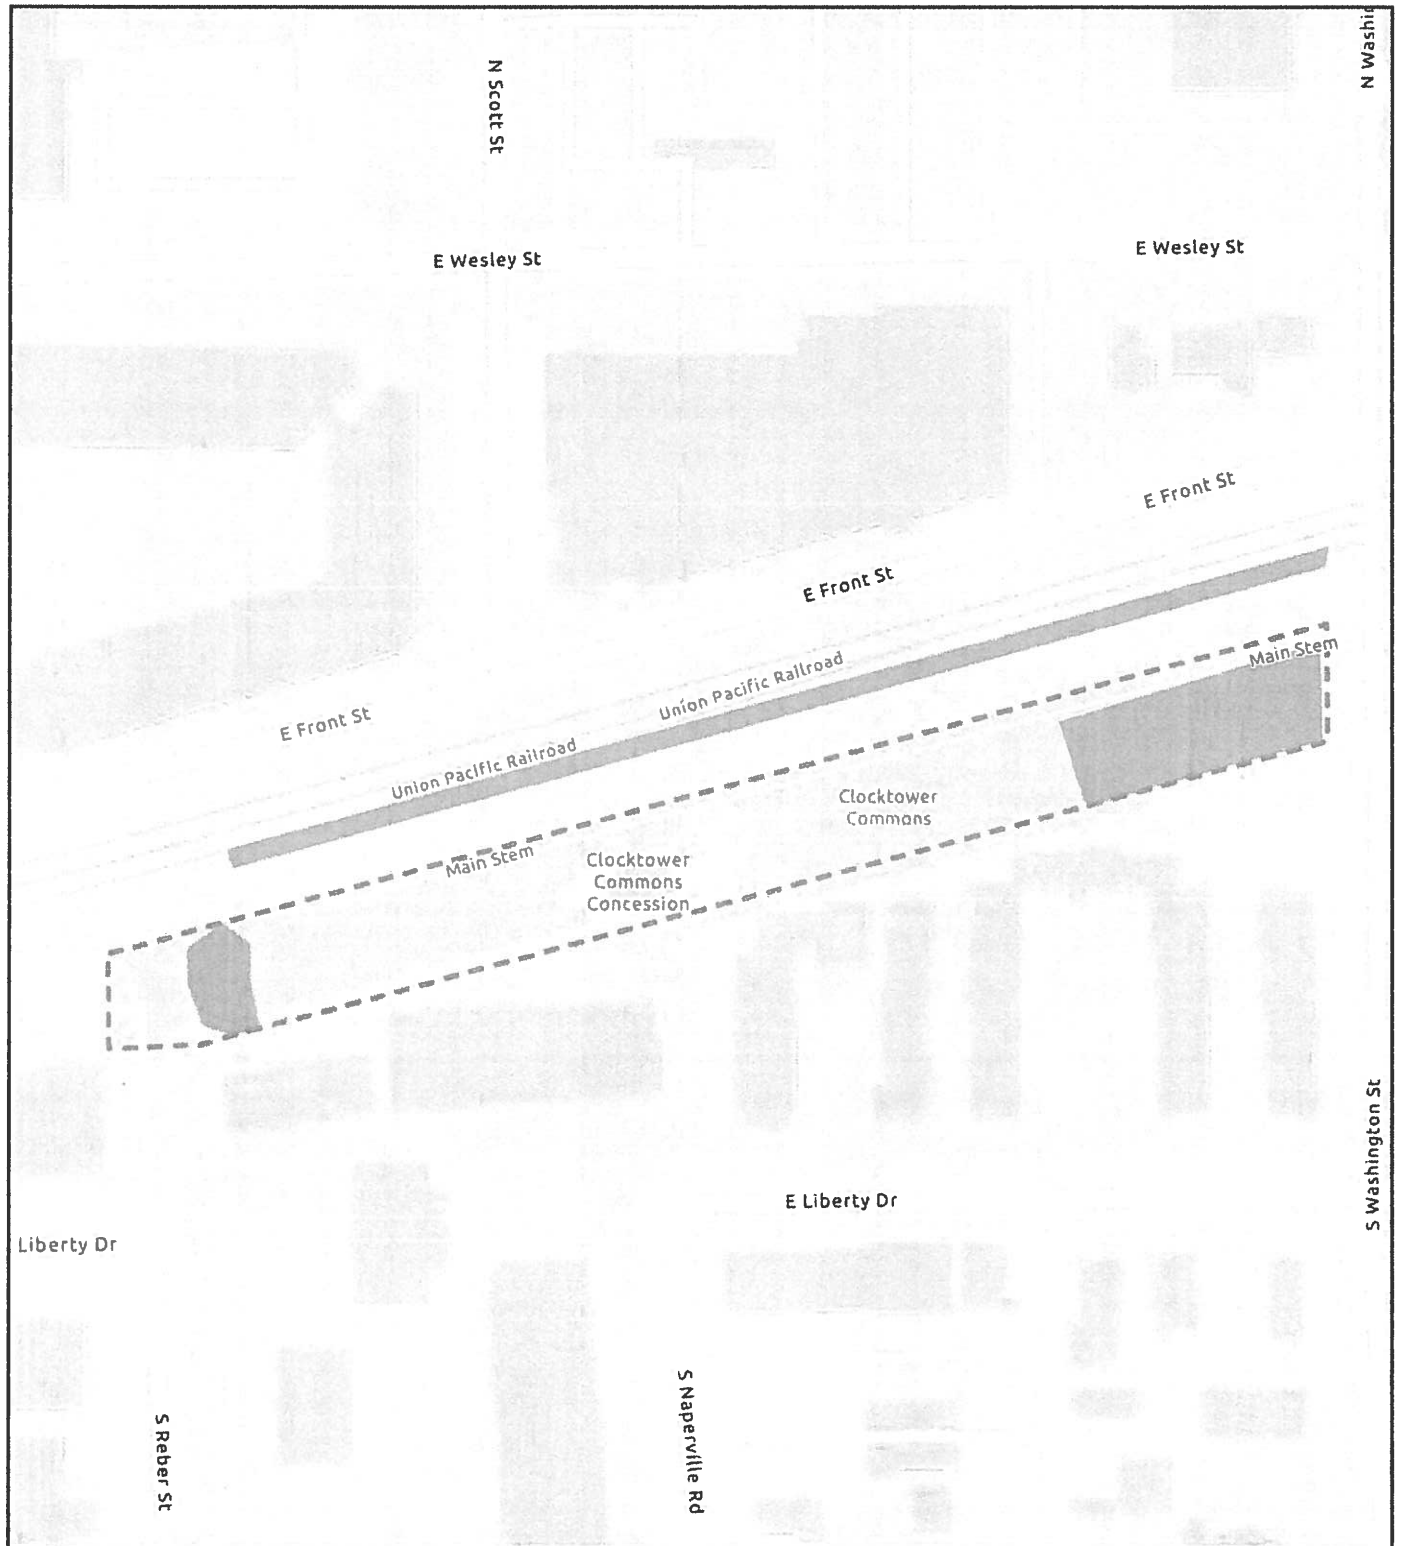 N Washin
N Scott St
E Wesley St
E Wesley St
E Front St
E Front St
Main Stem
Union Pacific Railroad
E Front St
Union Pacific Railroad
Clocktower
Commons
Main Stem
Clocktower
Commons
Concession
S Washington St
E Liberty Dr
Liberty Dr
S Naperville Rd
S Reber St